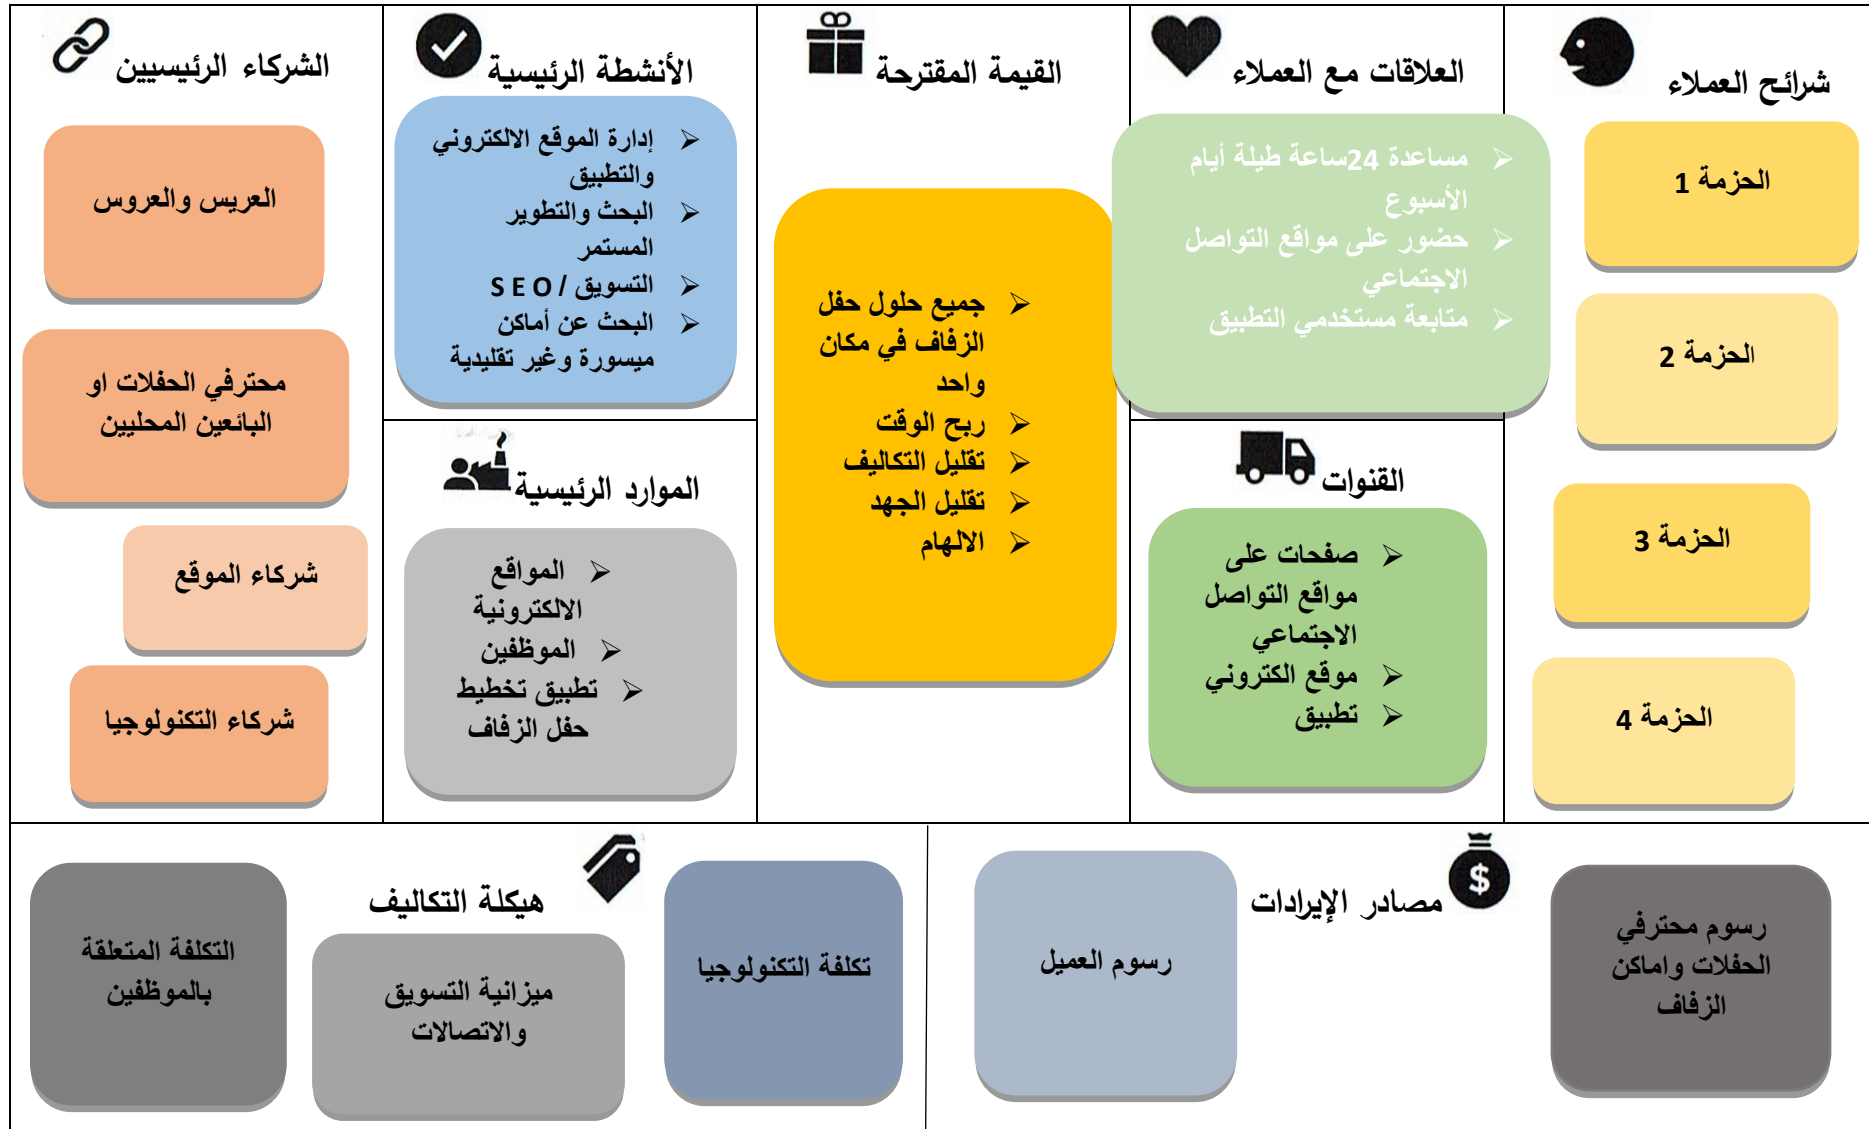 شرائح العملاء
الحزمة 1
الحزمة 2
الحزمة 3
الحزمة 4
العلاقات مع العملاء
مساعدة 24ساعة طيلة أيام
الأسبوع
حضور على مواقع التواصل
الاجتماعي
متابعة مستخدمي التطبيق
القنوات
صفحات على
مواقع التواصل
الاجتماعي
موقع الكتروني
تطبيق
القيمة المقترحة
جميع حلول حفل
الزفاف في مكان
واحد
ربح الوقت
تقليل التكاليف
تقليل الجهد
الالهام
الأنشطة الرئيسية
إدارة الموقع الالكتروني
والتطبيق
البحث والتطوير
المستمر
التسويق / S E O
البحث عن أماكن
ميسورة وغير تقليدية
الموارد الرئيسية
المواقع
الالكترونية
الموظفين
تطبيق تخطيط
حفل الزفاف
الشركاء الرئيسيين
العريس والعروس
محترفي الحفلات او
البائعين المحليين
شركاء الموقع
شركاء التكنولوجيا
مصادر الإيرادات
$
رسوم محترفي
الحفلات واماكن
الزفاف
رسوم العميل
هيكلة التكاليف
تكلفة التكنولوجيا
ميزانية التسويق
والاتصالات
التكلفة المتعلقة
بالموظفين